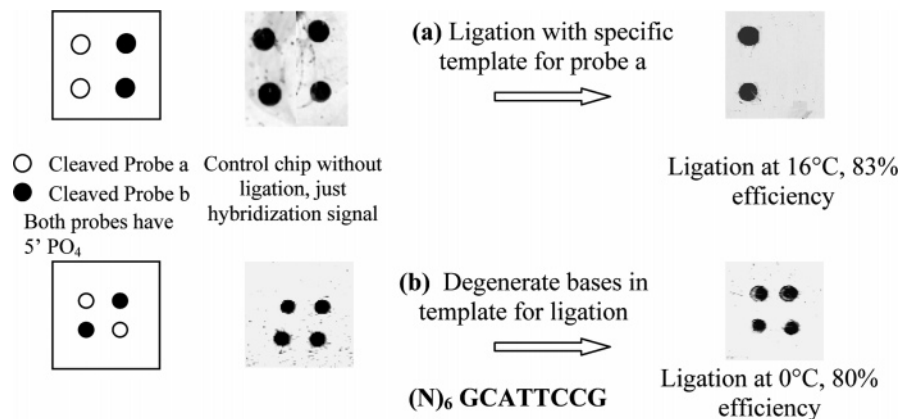 (a) Ligation with specific
template for probe a
Cleaved Probe a
Cleaved Probe b
Both probes have
5' PO4
Control chip without
ligation, just
hybridization signal
Ligation at 16°C, 83%
efficiency
(b) Degenerate bases in
template for ligation
(N)6 GCATTCCG
Ligation at 0°C, 80%
efficiency